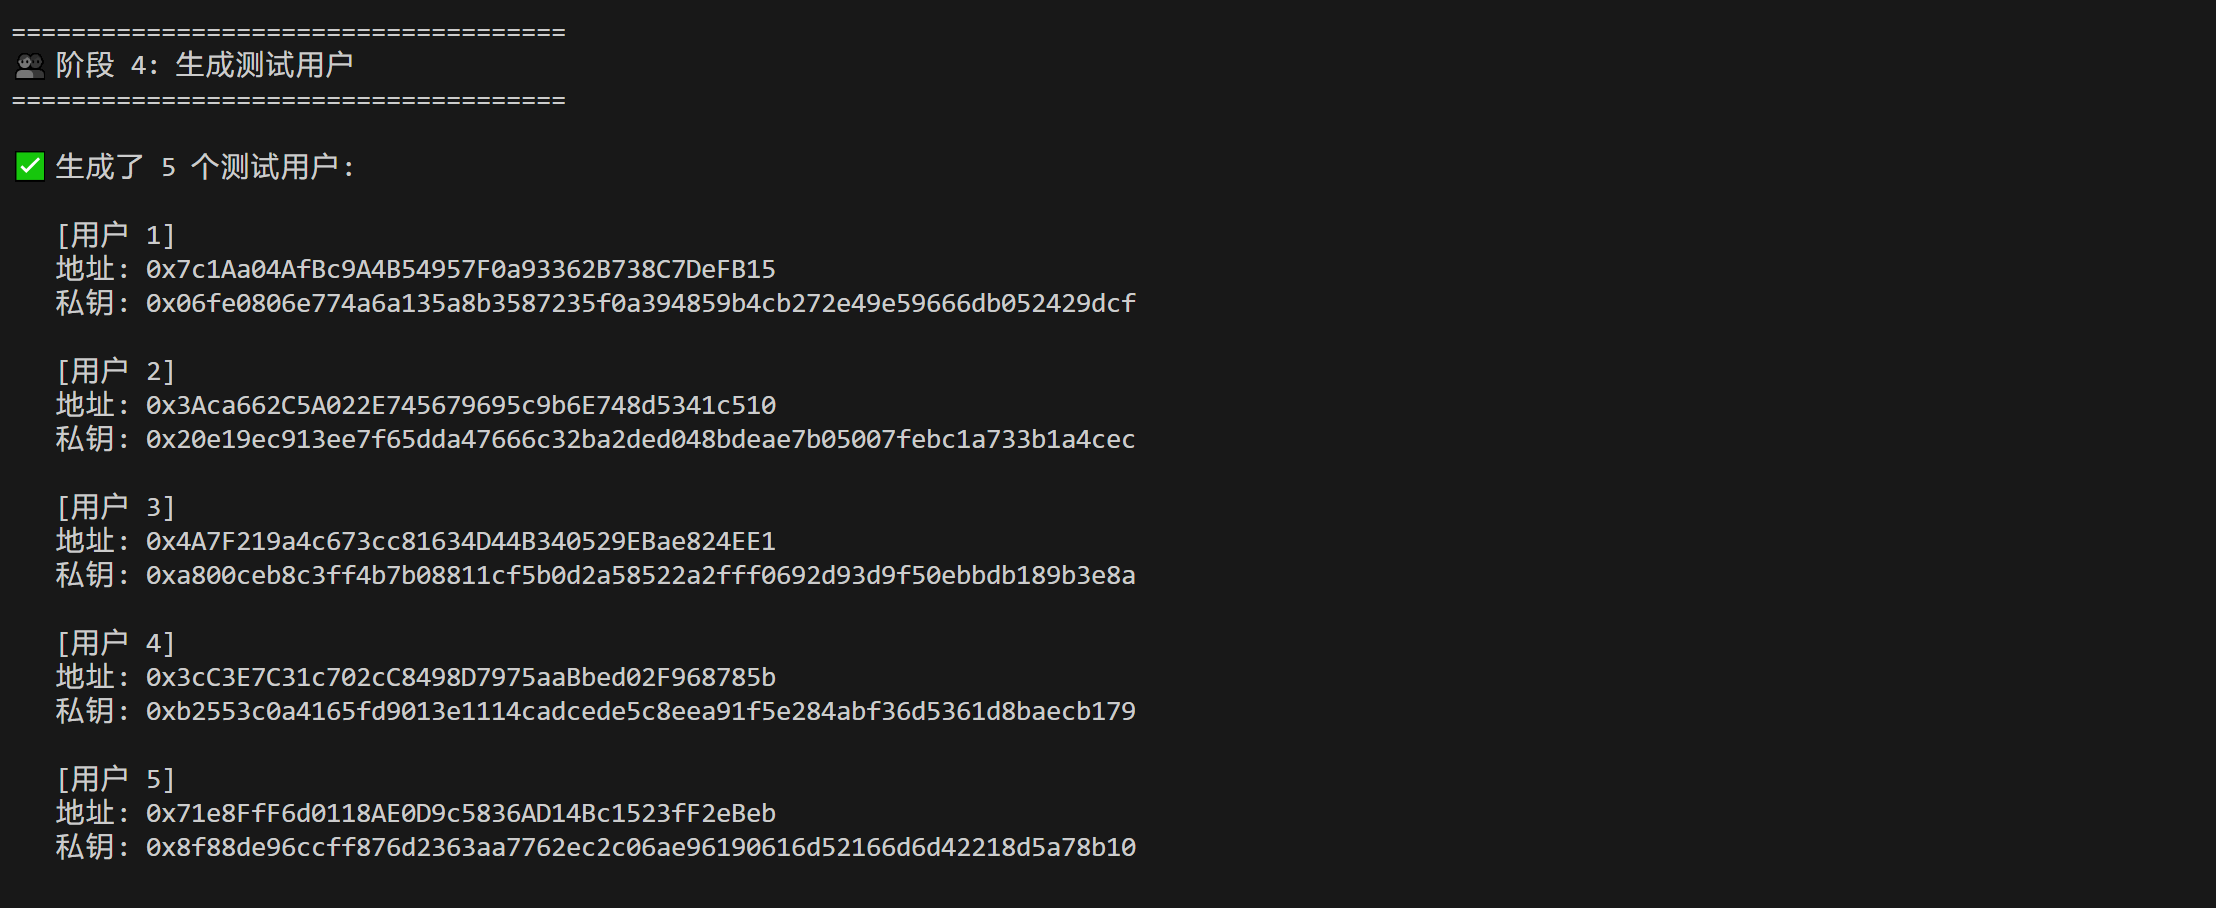 =====================================
👥 阶段 4: 生成测试用户
=====================================
✅ 生成了 5 个测试用户:
[用户 1]
地址: 0x7c1Aa04AfBc9A4B54957F0a93362B738C7DeFB15
私钥: 0x06fe0806e774a6a135a8b3587235f0a394859b4cb272e49e59666db052429dcf
[用户 2]
地址: 0x3Aca662C5A022E745679695c9b6E748d5341c510
私钥: 0x20e19ec913ee7f65dda47666c32ba2ded048bdeae7b05007febc1a733b1a4cec
[用户 3]
地址: 0x4A7F219a4c673cc81634D44B340529EBae824EE1
私钥: 0xa800ceb8c3ff4b7b08811cf5b0d2a58522a2fff0692d93d9f50ebbdb189b3e8a
[用户 4]
地址: 0x3cC3E7C31c702cC8498D7975aaBbed02F968785b
私钥: 0xb2553c0a4165fd9013e1114cadcede5c8eea91f5e284abf36d5361d8baecb179
[用户 5]
地址: 0x71e8FfF6d0118AE0D9c5836AD14Bc1523fF2eBeb
私钥: 0x8f88de96ccff876d2363aa7762ec2c06ae96190616d52166d6d42218d5a78b10